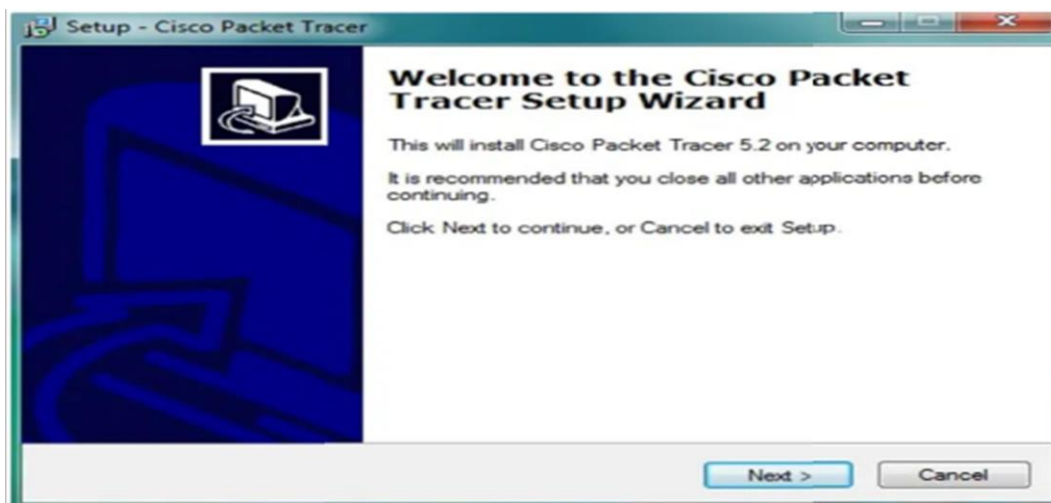 Setup - Cisco Packet Tracer
Welcome to the Cisco Packet
Tracer Setup Wizard
This will install Cisco Packet Tracer 5.2 on your computer.
It is recommended that you close all other applications before
continuing.
Click Next to continue, or Cancel to exit Setup.
Next >
Cancel